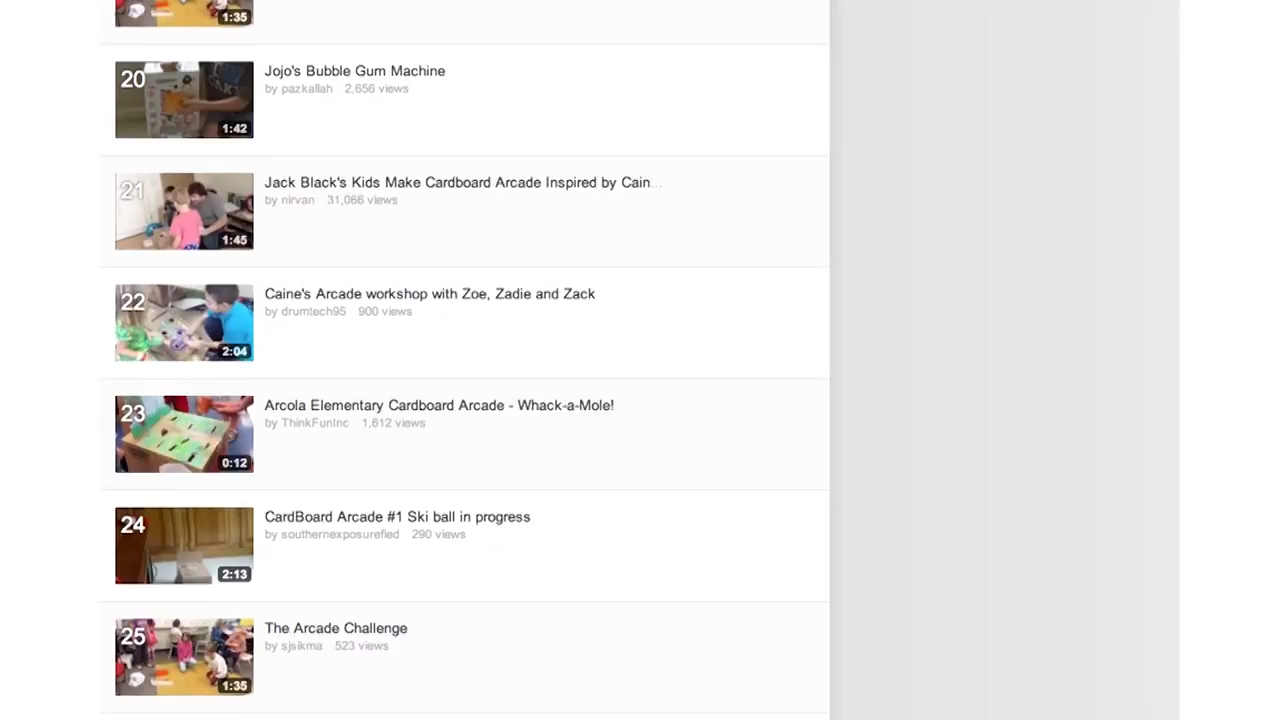 1:35
20
1:42
Jojo's Bubble Gum Machine
by pazkallah 2,656 views
21
1:45
Jack Black's Kids Make Cardboard Arcade Inspired by Cain...
by nirvan 31,066 views
22
2:04
Caine's Arcade workshop with Zoe, Zadie and Zack
by drumtech95 900 views
23
0:12
Arcola Elementary Cardboard Arcade - Whack-a-Mole!
by ThinkFunInc 1,612 views
24
2:13
CardBoard Arcade #1 Ski ball in progress
by southernexposurefied 290 views
25
1:35
The Arcade Challenge
by sjsikma 523 views